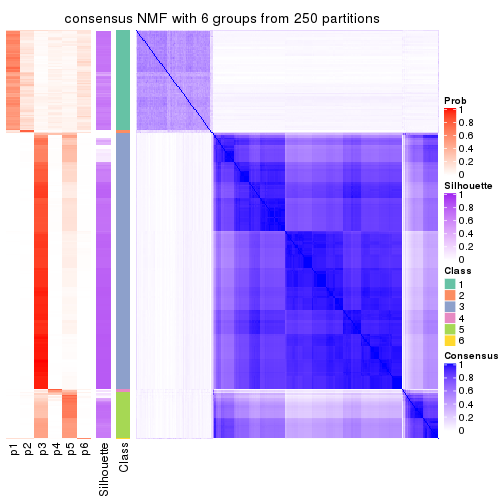 consensus NMF with 6 groups from 250 partitions
Prob
1
0.8
0.6
0.4
0.2
0
Silhouette
1
0.8
0.6
0.4
0.2
0
Class
1
2
3
4
5
6
Consensus
1
0.8
0.6
0.4
0.2
0
p1
p2
p3
p4
p5
p6
Silhouette
Class